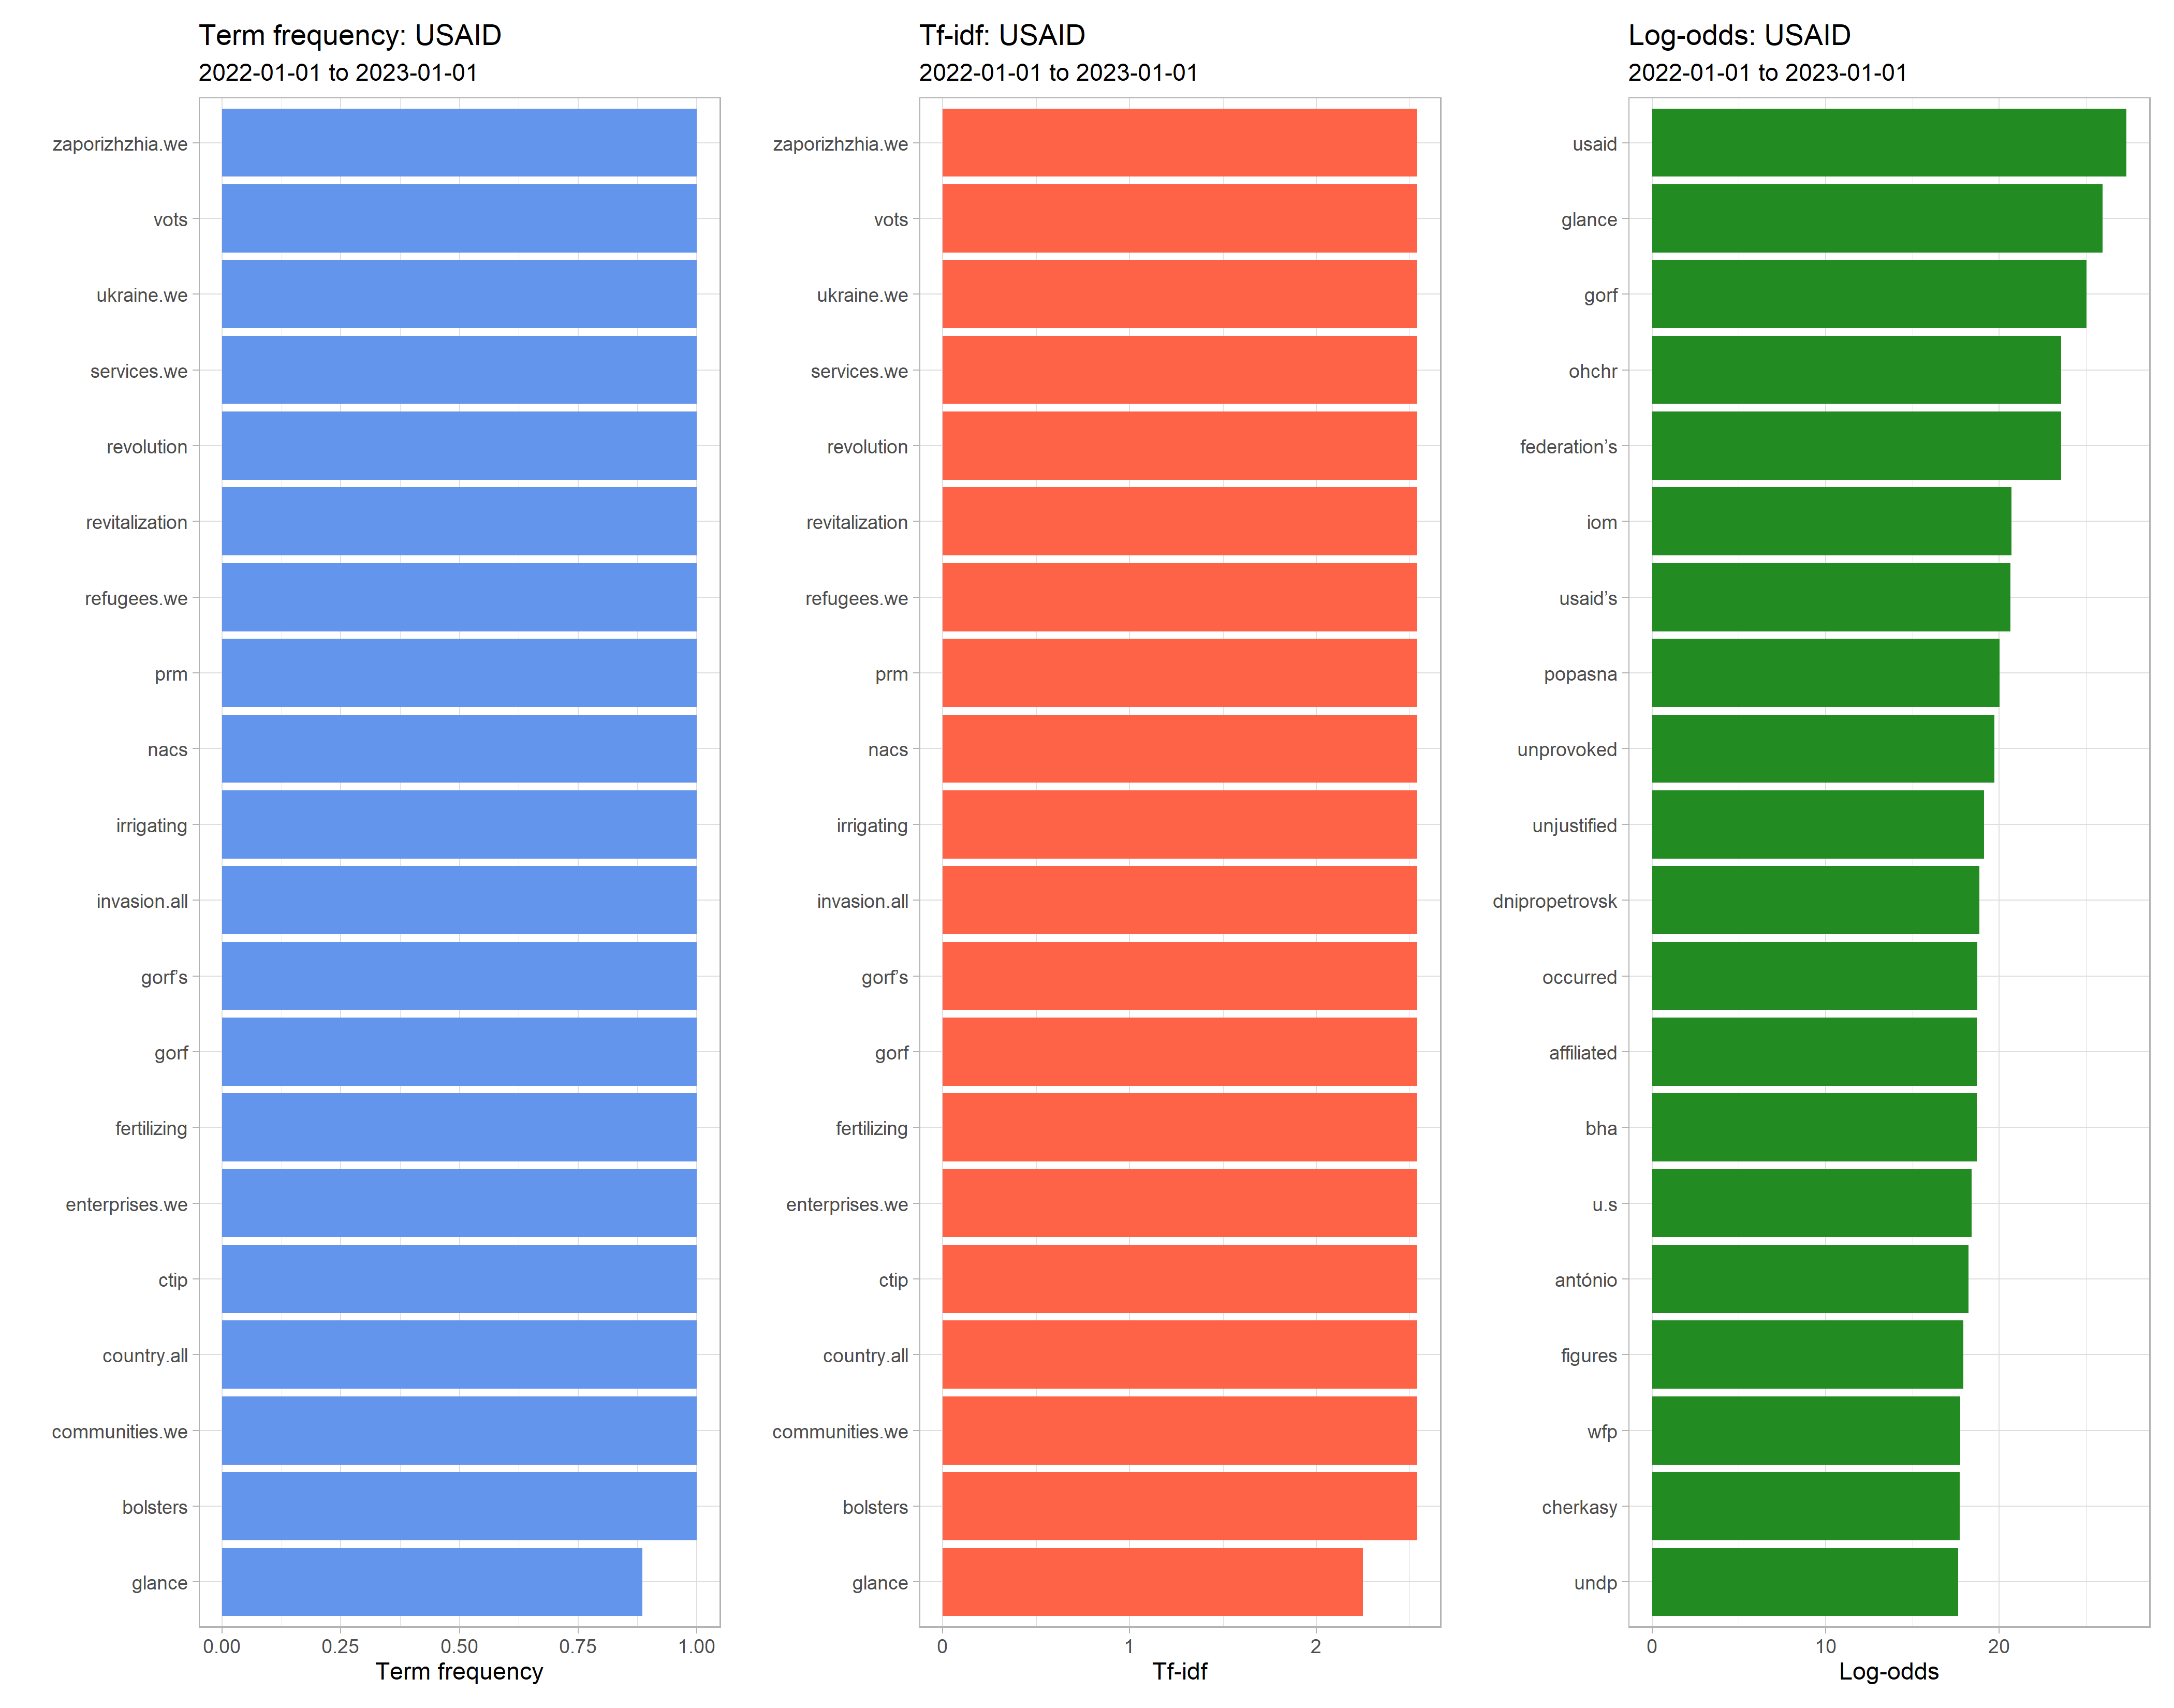 Term frequency: USAID
2022-01-01 to 2023-01-01
zaporizhzhia.we
vots
ukraine.we
services.we
revolution
revitalization
refugees.we
prm
nacs
irrigating
invasion.all
gorf’s
gorf
fertilizing
enterprises.we
ctip
country.all
communities.we
bolsters
glance
0.00 0.25 0.50 0.75 1.00
Term frequency
Tf-idf: USAID
2022-01-01 to 2023-01-01
zaporizhzhia.we
vots
ukraine.we
services.we
revolution
revitalization
refugees.we
prm
nacs
irrigating
invasion.all
gorf’s
gorf
fertilizing
enterprises.we
ctip
country.all
communities.we
bolsters
glance
0 1 2
Tf-idf
Log-odds: USAID
2022-01-01 to 2023-01-01
usaid
glance
gorf
ohchr
federation’s
iom
usaid’s
popasna
unprovoked
unjustified
dnipropetrovsk
occurred
affiliated
bha
u.s
antónio
figures
wfp
cherkasy
undp
0 10 20
Log-odds